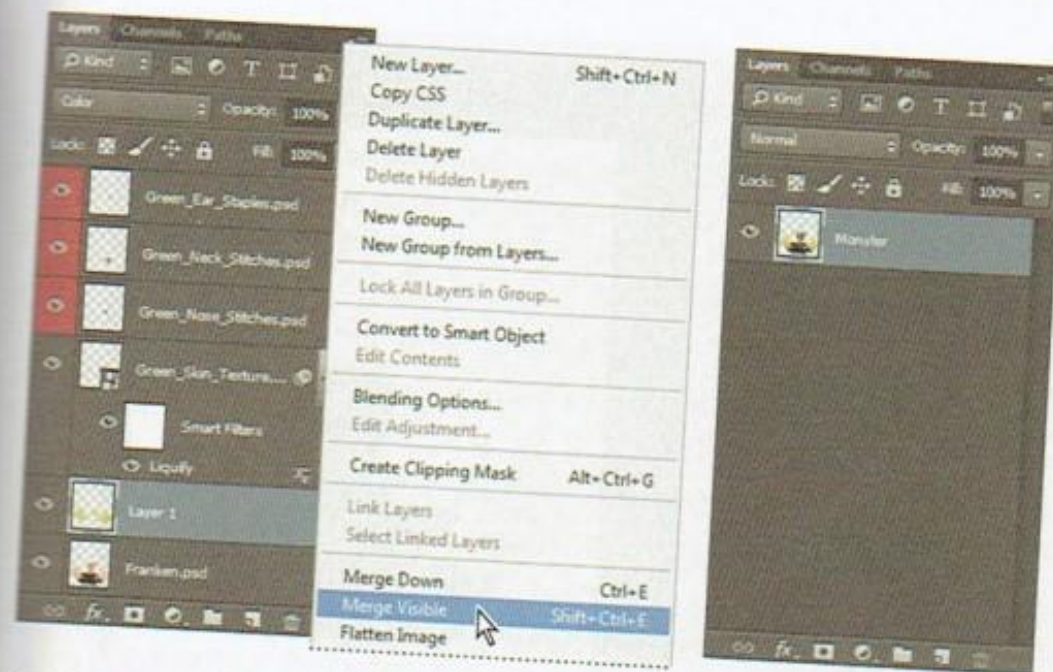 Layers Channels Paths
Kind
Color Opacity: 100%
Lock: Fill: 100%
Green_Ear_Staples.psd
Green_Neck_Stitches.psd
Green_Nose_Stitches.psd
Green_Skin_Texture....
Smart Filters
Liquify
Layer 1
Franken.psd
fx.
New Layer... Shift+Ctrl+N
Copy CSS
Duplicate Layer...
Delete Layer
Delete Hidden Layers
New Group...
New Group from Layers...
Lock All Layers in Group...
Convert to Smart Object
Edit Contents
Blending Options...
Edit Adjustment...
Create Clipping Mask Alt+Ctrl+G
Link Layers
Select Linked Layers
Merge Down Ctrl+E
Merge Visible Shift+Ctrl+E
Flatten Image
Layers Channels Paths
Kind
Normal Opacity: 100%
Lock: Fill: 100%
Monster
fx.